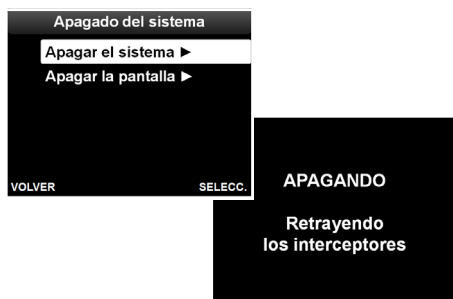 Apagado del sistema
Apagar el sistema ►
Apagar la pantalla ►
VOLVER SELECC.
APAGANDO
Retrayendo
los interceptores